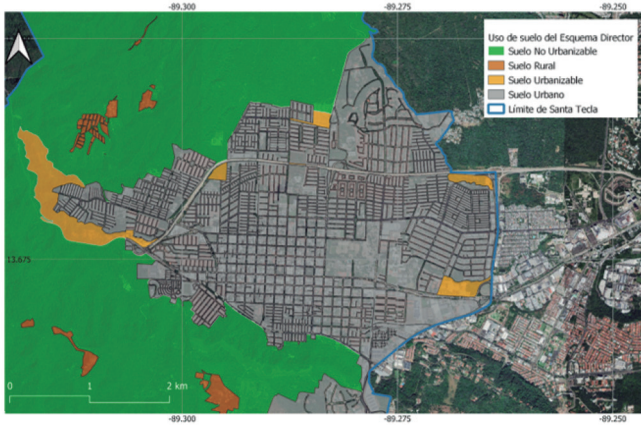 -89.300
-89.275
-89.250
Uso de suelo del Esquema Director
Suelo No Urbanizable
Suelo Rural
Suelo Urbanizable
Suelo Urbano
Límite de Santa Tecla
13.675
0
1
2 km
-89.300
-89.275
-89.250